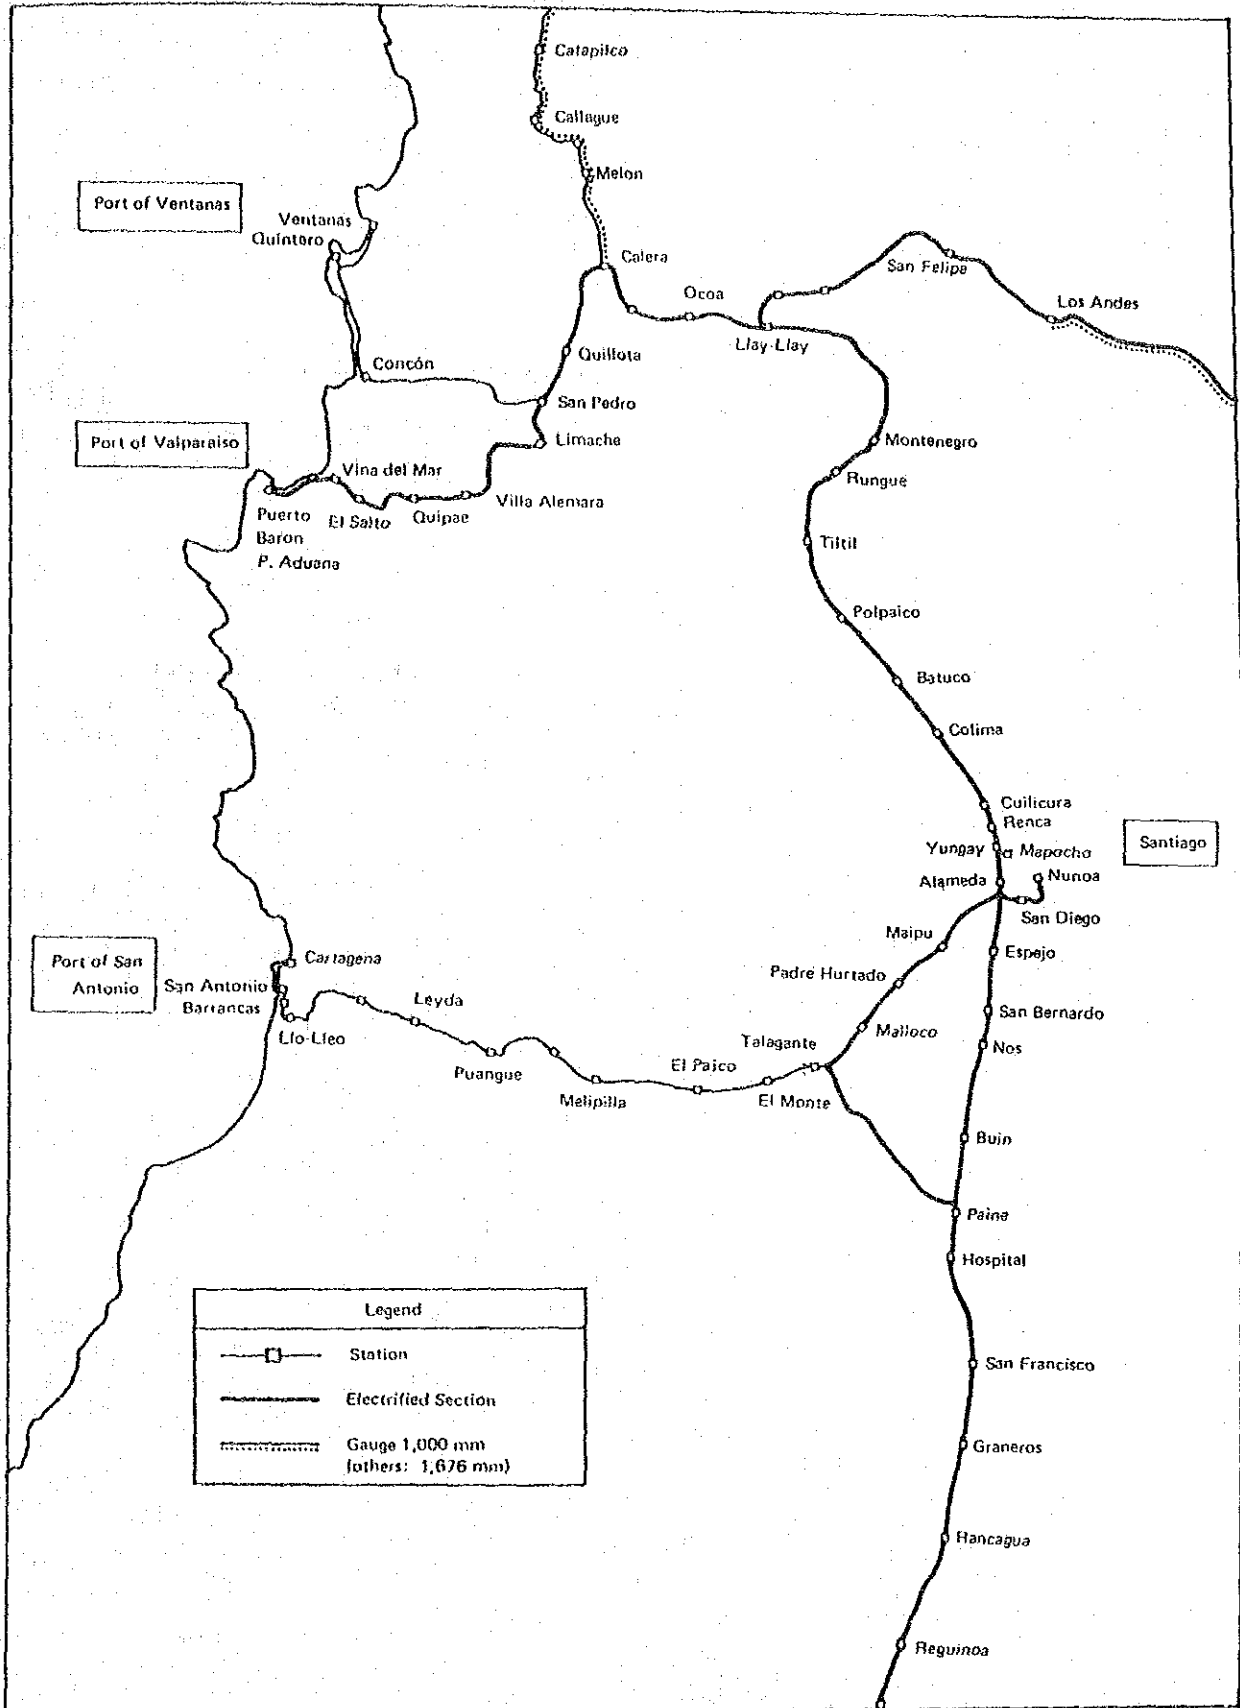 Catapilco
Callague
Melon
Port of Ventanas
Ventanas
Quintero
Calera
San Felipe
Ocoa
Los Andes
Llay-Llay
Concón
Quillota
San Pedro
Port of Valparaiso
Limache
Montenegro
Vina del Mar
Rungue
Villa Alemara
Puerto
El Salto
Quipae
Baron
P. Aduana
Tiltil
Polpaico
Batuco
Colima
Cuilicura
Renca
Yungay
Mapocho
Santiago
Alameda
Nunoa
San Diego
Maipu
Espejo
Port of San
Antonio
Cartagena
Padre Hurtado
San Antonio
Barrancas
Leyda
San Bernardo
Llo-Lleo
Malloco
Talagante
Nos
Puangue
El Paico
Melipilla
El Monte
Buin
Paine
Hospital
Legend
Station
San Francisco
Electrified Section
Gauge 1,000 mm
(others: 1,676 mm)
Graneros
Rancagua
Reguinoa